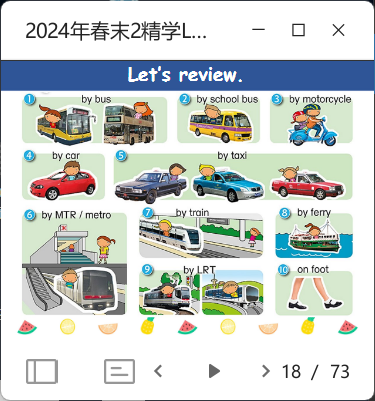 2024年春末2精学L...
Let's review.
1 by bus
2 by school bus
3 by motorcycle
4 by car
5 by taxi
6 by MTR / metro
7 by train
8 by ferry
9 by LRT
10 on foot
18 / 73